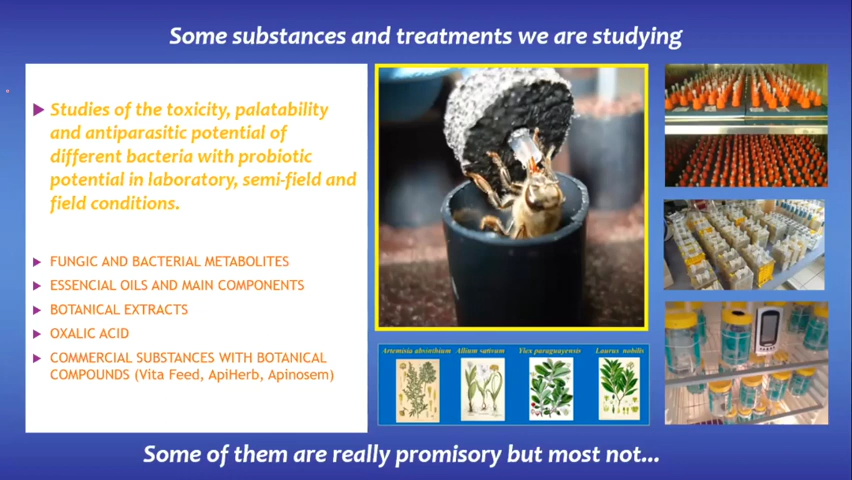 Some substances and treatments we are studying
Studies of the toxicity, palatability
and antiparasitic potential of
different bacteria with probiotic
potential in laboratory, semi-field and
field conditions.
FUNGIC AND BACTERIAL METABOLITES
ESSENCIAL OILS AND MAIN COMPONENTS
BOTANICAL EXTRACTS
OXALIC ACID
COMMERCIAL SUBSTANCES WITH BOTANICAL
COMPOUNDS (Vita Feed, ApiHerb, Apinosem)
Artemisia absorbium Allium sativum Ylex paraguayensis Laurus nobilis
Some of them are really promisory but most not...